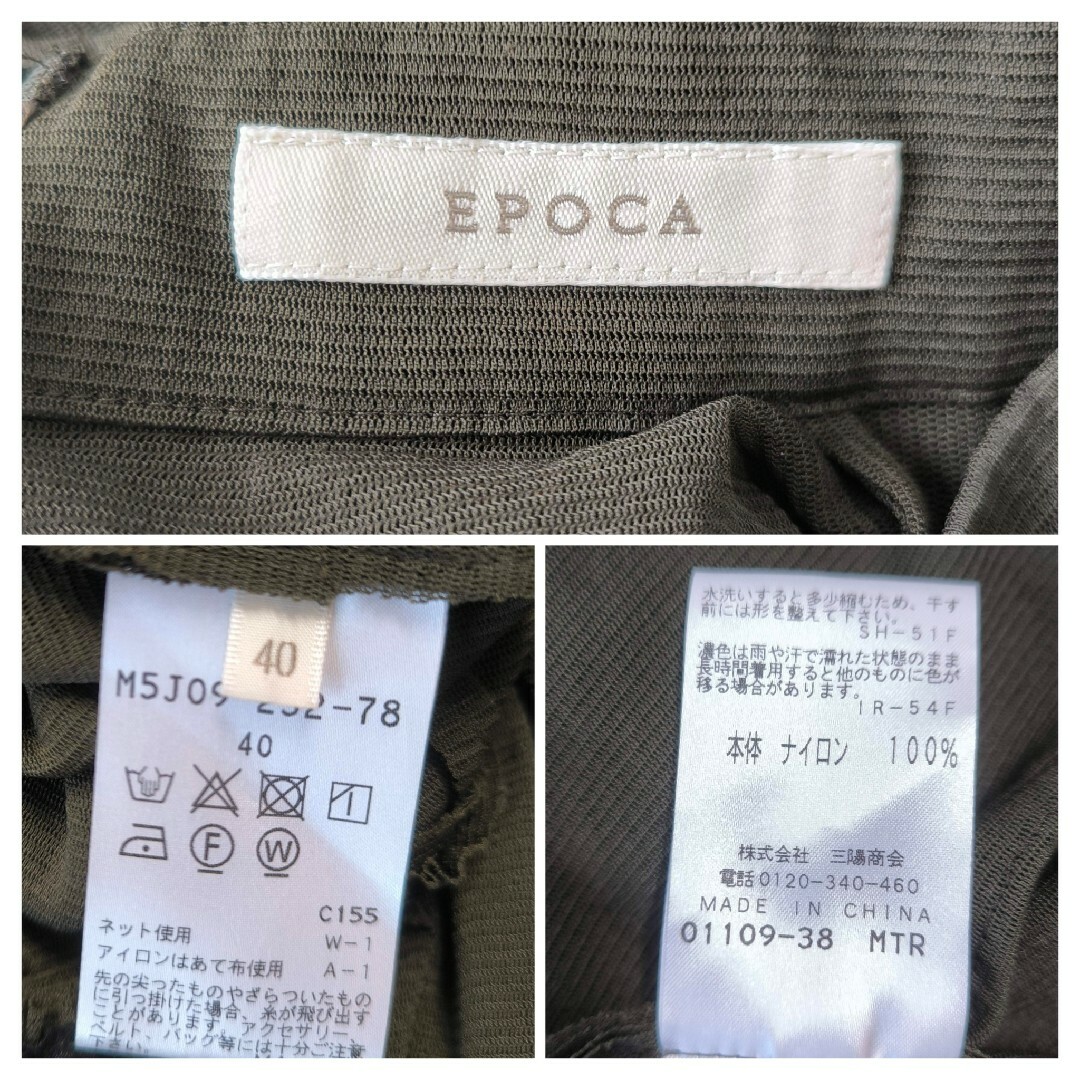 EPOCA
40
M5J09-252-78
40
F W
C155
ネット使用 W-1
アイロンはあて布使用 A-1
先の尖ったものやざらついたもの
に引っ掛けた場合、糸が飛び出す
ことがあります。アクセサリー、
ベルト、バッグ等には十分ご注意
下さい。
水洗いすると多少縮むため。干す
前には形を整えて下さい。
SH-51F
濃色は雨や汗で濡れた状態のまま
長時間着用すると他のものに色が
移る場合があります。
IR-54F
本体 ナイロン 100%
株式会社 三陽商会
電話0120-340-460
MADE IN CHINA
01109-38 MTR